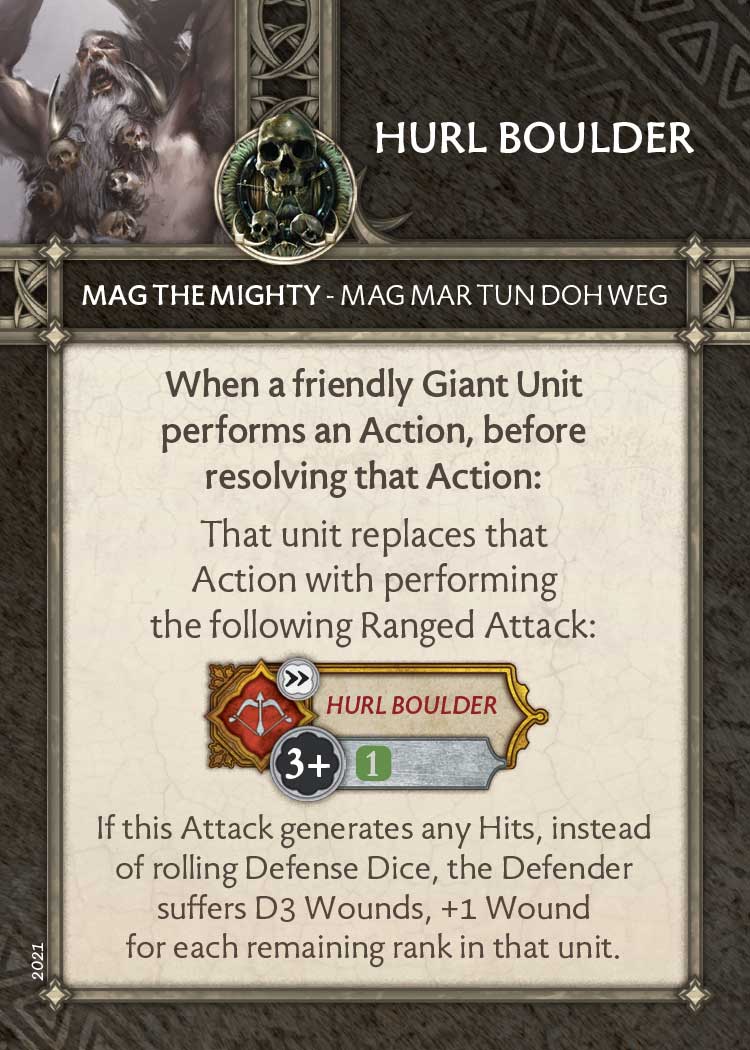 HURL BOULDER
MAG THE MIGHTY - MAG MAR TUN DOH WEG
When a friendly Giant Unit
performs an Action, before
resolving that Action:
That unit replaces that
Action with performing
the following Ranged Attack:
HURL BOULDER
3+ 1
If this Attack generates any Hits, instead
of rolling Defense Dice, the Defender
suffers D3 Wounds, +1 Wound
for each remaining rank in that unit.
2021